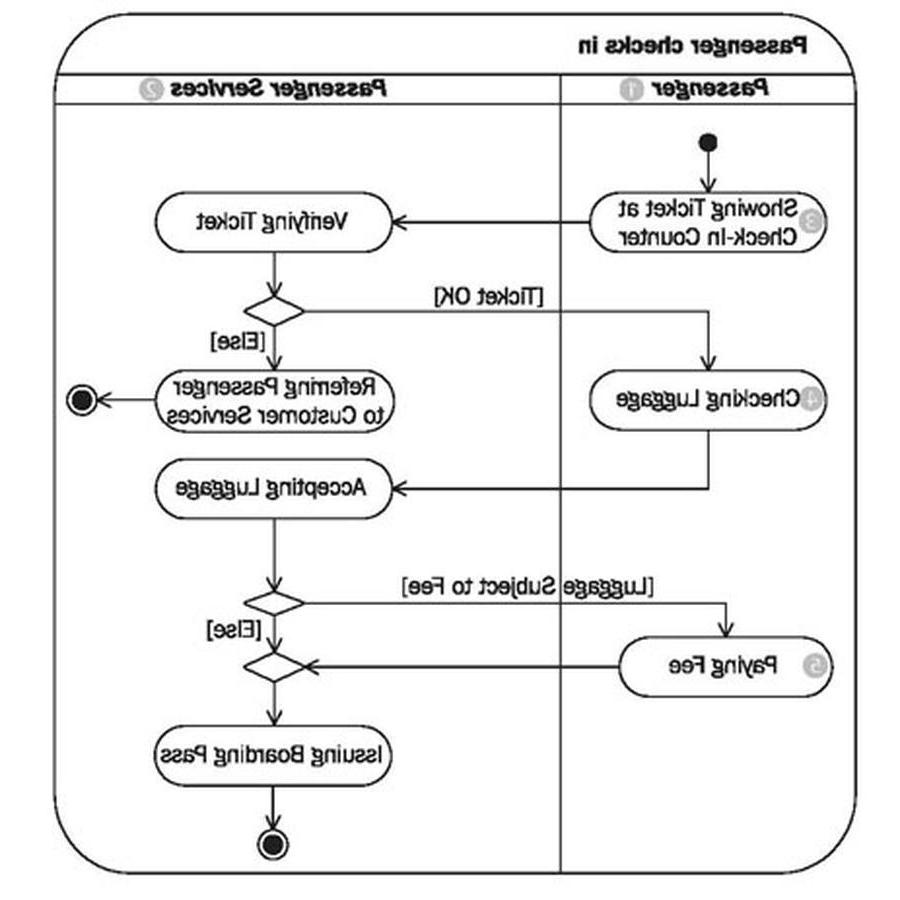 Passenger checks in
Passenger 1
Passenger Services 2
3 Showing Ticket at
Check-In Counter
Verifying Ticket
[Ticket OK]
[Else]
4 Checking Luggage
Referring Passenger
to Customer Services
Accepting Luggage
[Luggage Subject to Fee]
[Else]
5 Paying Fee
Issuing Boarding Pass